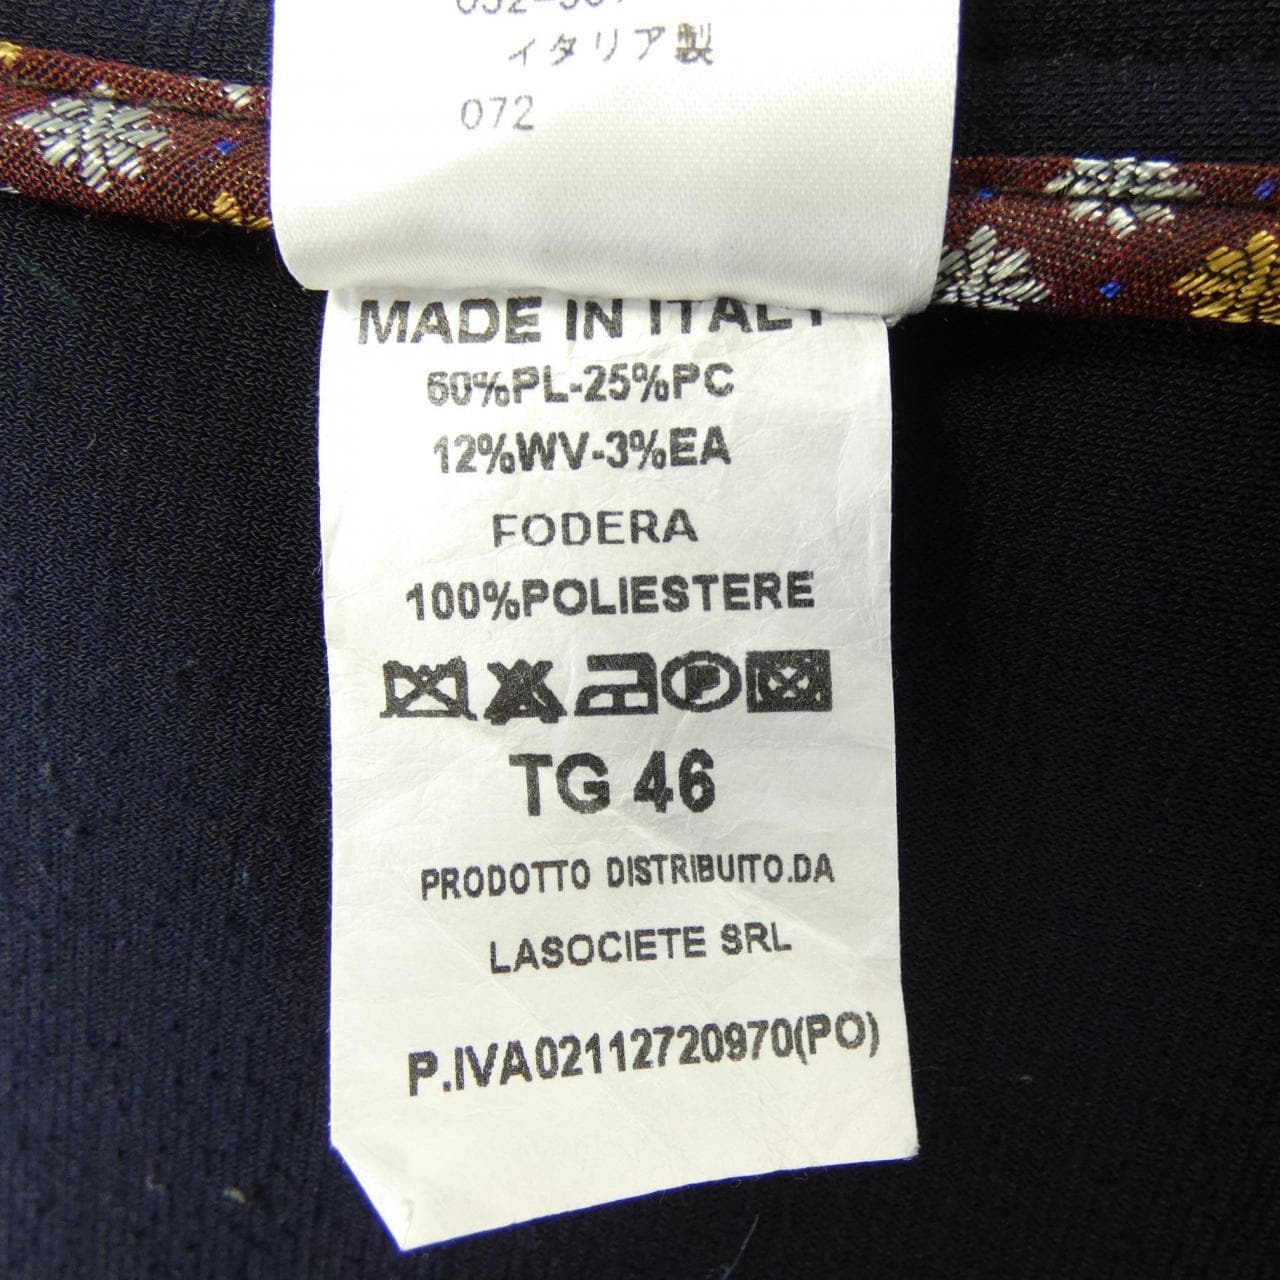 イタリア製
072
MADE IN ITALY
60%PL-25%PC
12%WV-3%EA
FODERA
100%POLIESTERE
TG 46
PRODOTTO DISTRIBUITO.DA
LASOCIETE SRL
P.IVA02112720970(PO)